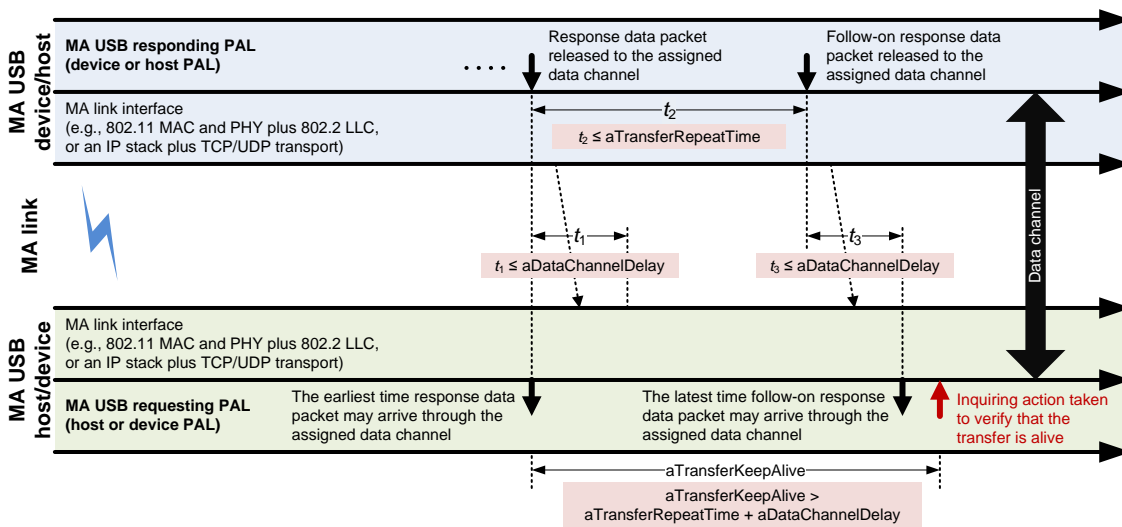 MA USB
device/host
MA USB responding PAL
(device or host PAL)
. . . .
Response data packet
released to the assigned
data channel
Follow-on response data
packet released to the
assigned data channel
MA link interface
(e.g., 802.11 MAC and PHY plus 802.2 LLC,
or an IP stack plus TCP/UDP transport)
t2
t2 ≤ aTransferRepeatTime
MA link
t1
t1 ≤ aDataChannelDelay
t3
t3 ≤ aDataChannelDelay
Data channel
MA USB
host/device
MA link interface
(e.g., 802.11 MAC and PHY plus 802.2 LLC,
or an IP stack plus TCP/UDP transport)
MA USB requesting PAL
(host or device PAL)
The earliest time response data
packet may arrive through the
assigned data channel
The latest time follow-on response
data packet may arrive through the
assigned data channel
Inquiring action taken
to verify that the
transfer is alive
aTransferKeepAlive
aTransferKeepAlive >
aTransferRepeatTime + aDataChannelDelay